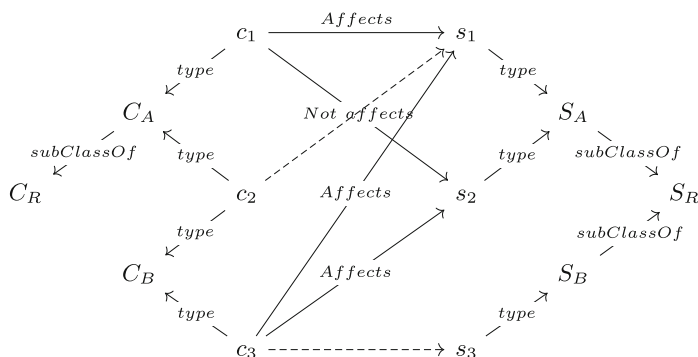 Affects
c₁ s₁
type type
C_A Not affects S_A
subClassOf type type subClassOf
C_R c₂ Affects s₂ S_R
type subClassOf
C_B Affects S_B
type type
c₃ s₃